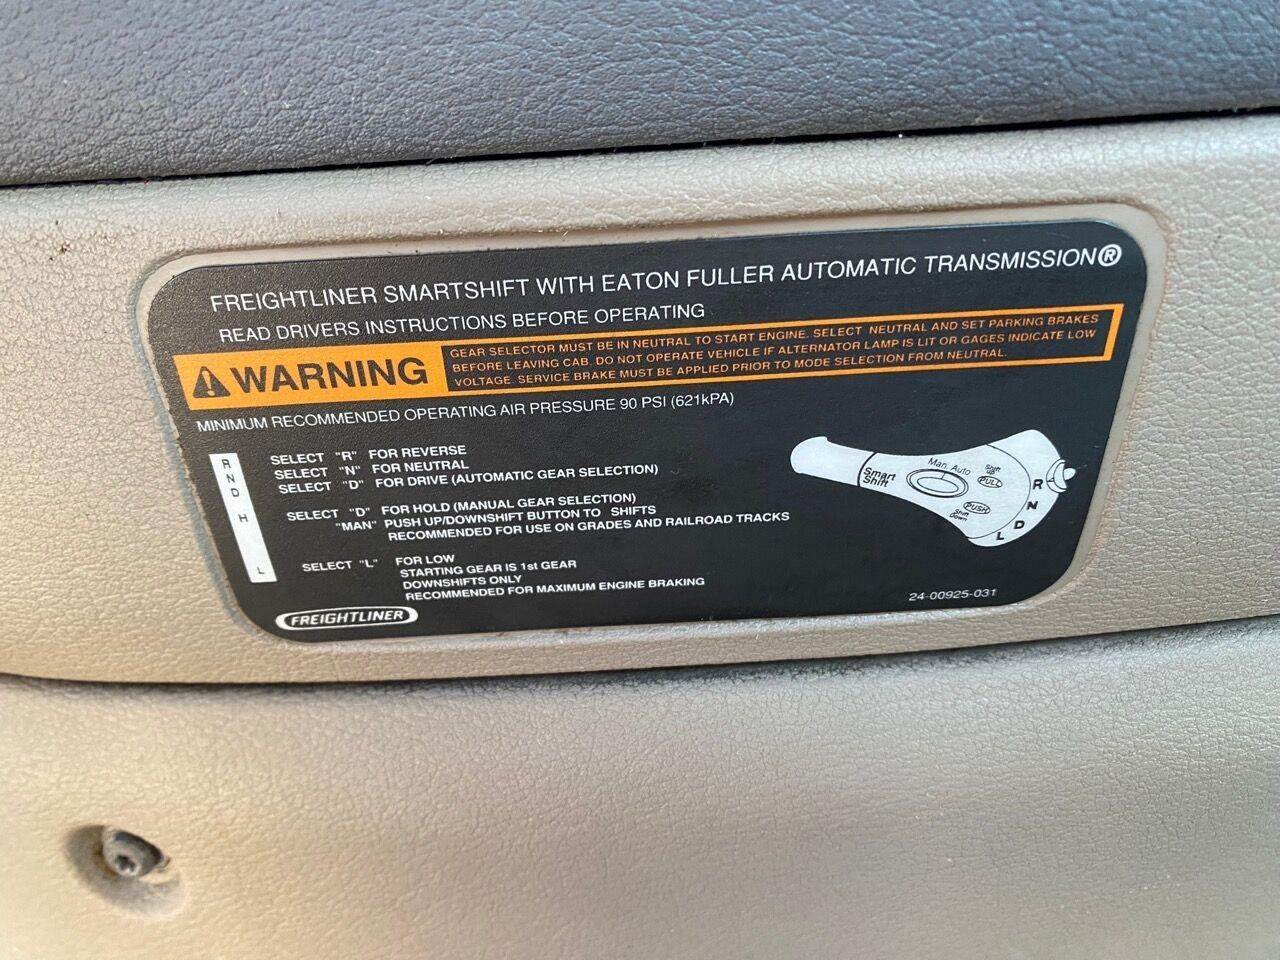 FREIGHTLINER SMARTSHIFT WITH EATON FULLER AUTOMATIC TRANSMISSION®
READ DRIVERS INSTRUCTIONS BEFORE OPERATING
WARNING
GEAR SELECTOR MUST BE IN NEUTRAL TO START ENGINE. SELECT NEUTRAL AND SET PARKING BRAKES
BEFORE LEAVING CAB. DO NOT OPERATE VEHICLE IF ALTERNATOR LAMP IS LIT OR GAGES INDICATE LOW
VOLTAGE. SERVICE BRAKE MUST BE APPLIED PRIOR TO MODE SELECTION FROM NEUTRAL.
MINIMUM RECOMMENDED OPERATING AIR PRESSURE 90 PSI (621kPA)
R
N
D
H
L
SELECT "R" FOR REVERSE
SELECT "N" FOR NEUTRAL
SELECT "D" FOR DRIVE (AUTOMATIC GEAR SELECTION)
SELECT "D" FOR HOLD (MANUAL GEAR SELECTION)
"MAN" PUSH UP/DOWNSHIFT BUTTON TO SHIFTS
RECOMMENDED FOR USE ON GRADES AND RAILROAD TRACKS
SELECT "L" FOR LOW
STARTING GEAR IS 1st GEAR
DOWNSHIFTS ONLY
RECOMMENDED FOR MAXIMUM ENGINE BRAKING
Smart
Shift
Man. Auto
Shift
up
PULL
PUSH
Shift
Down
R
N
D
L
FREIGHTLINER
24-00925-031